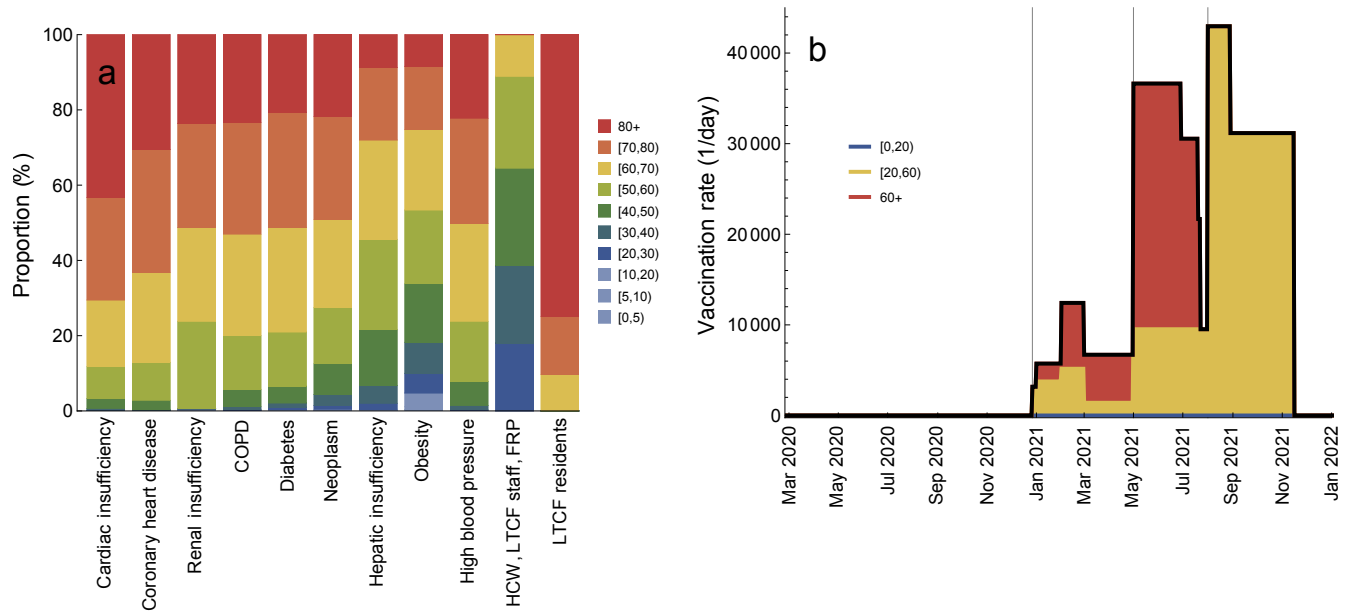 a
Proportion (%)
100
80
60
40
20
0
80+
[70,80)
[60,70)
[50,60)
[40,50)
[30,40)
[20,30)
[10,20)
[5,10)
[0,5)
Cardiac insufficiency
Coronary heart disease
Renal insufficiency
COPD
Diabetes
Neoplasm
Hepatic insufficiency
Obesity
High blood pressure
HCW, LTCF staff, FRP
LTCF residents
b
Vaccination rate (1/day)
40 000
30 000
20 000
10 000
0
[0,20)
[20,60)
60+
Mar 2020
May 2020
Jul 2020
Sep 2020
Nov 2020
Jan 2021
Mar 2021
May 2021
Jul 2021
Sep 2021
Nov 2021
Jan 2022